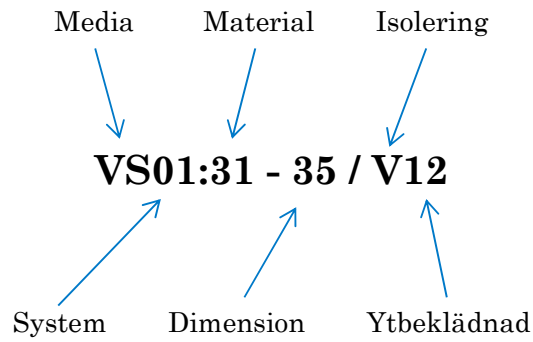 Media Material Isolering
VS01:31 - 35 / V12
System Dimension Ytbeklädnad